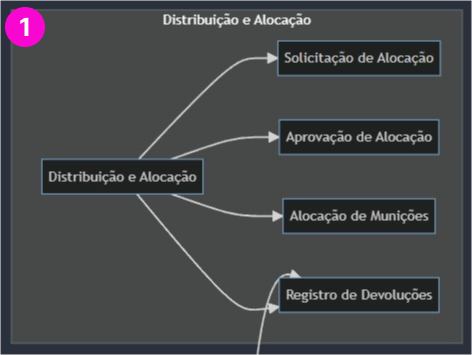 1
Distribuição e Alocação
Solicitação de Alocação
Aprovação de Alocação
Distribuição e Alocação
Alocação de Munições
Registro de Devoluções